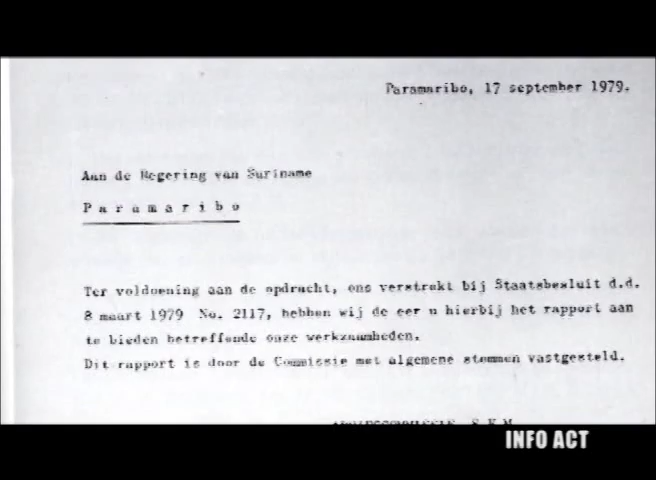 Paramaribo, 17 september 1979.
Aan de Regering van Suriname
Paramaribo
Ter voldoening aan de opdracht, ons verstrekt bij Staatsbesluit d.d.
8 maart 1979 No. 2117, hebben wij de eer u hierbij het rapport aan
te bieden betreffende onze werkzaamheden.
Dit rapport is door de Commissie met algemene stemmen vastgesteld.
INFO ACT